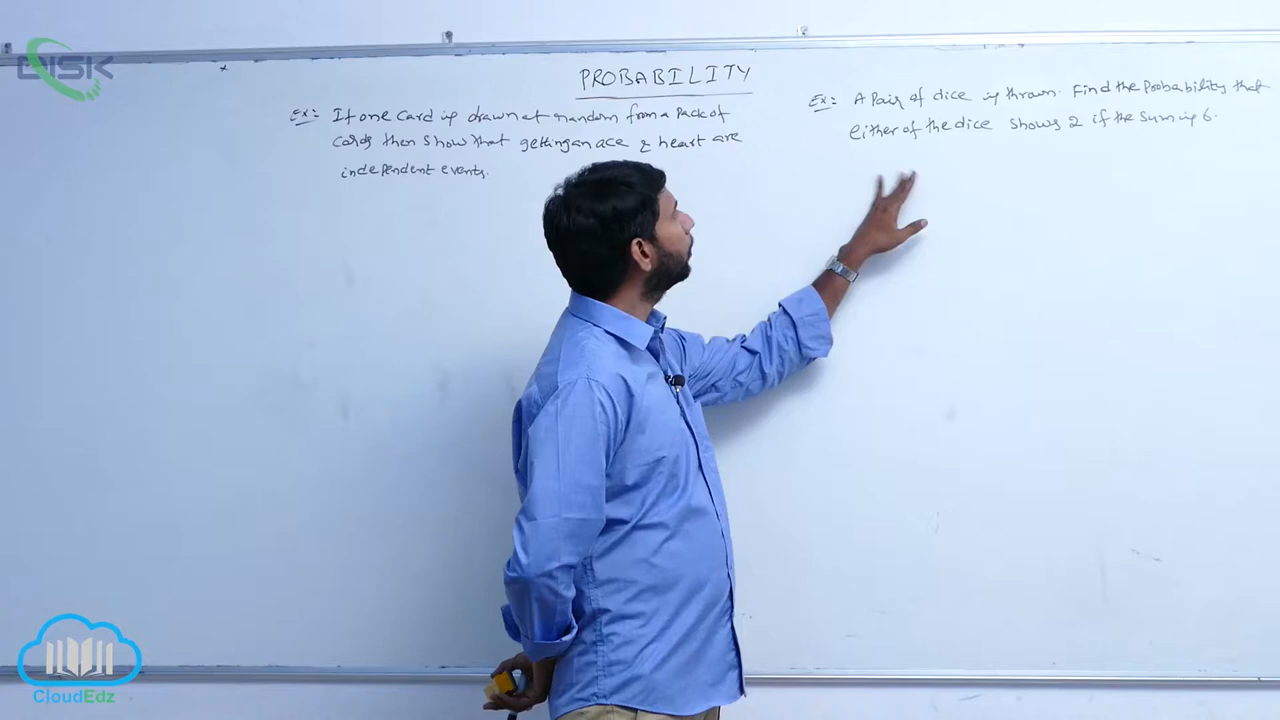 DISK
PROBABILITY
Ex:- If one Card is drawn at random from a Pack of
Cards then show that getting an ace & heart are
independent events.
Ex:- A Pair of dice is thrown. Find the Probability that
either of the dice shows 2 if the sum is 6.
CloudEdz